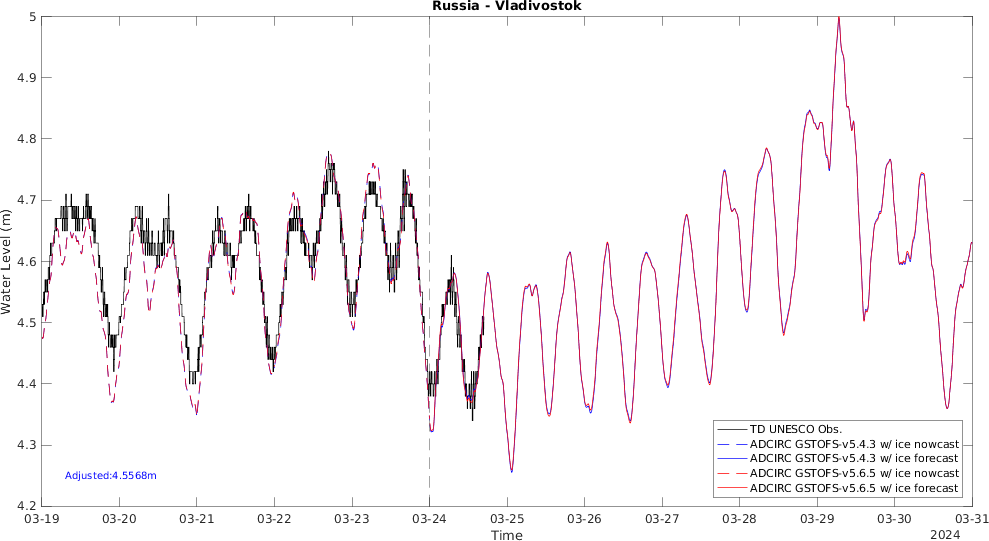 Russia - Vladivostok
5
4.9
4.8
4.7
4.6
4.5
4.4
4.3
4.2
Water Level (m)
Adjusted:4.5568m
TD UNESCO Obs.
ADCIRC GSTOFS-v5.4.3 w/ ice nowcast
ADCIRC GSTOFS-v5.4.3 w/ ice forecast
ADCIRC GSTOFS-v5.6.5 w/ ice nowcast
ADCIRC GSTOFS-v5.6.5 w/ ice forecast
03-19 03-20 03-21 03-22 03-23 03-24 03-25 03-26 03-27 03-28 03-29 03-30 03-31
Time
2024